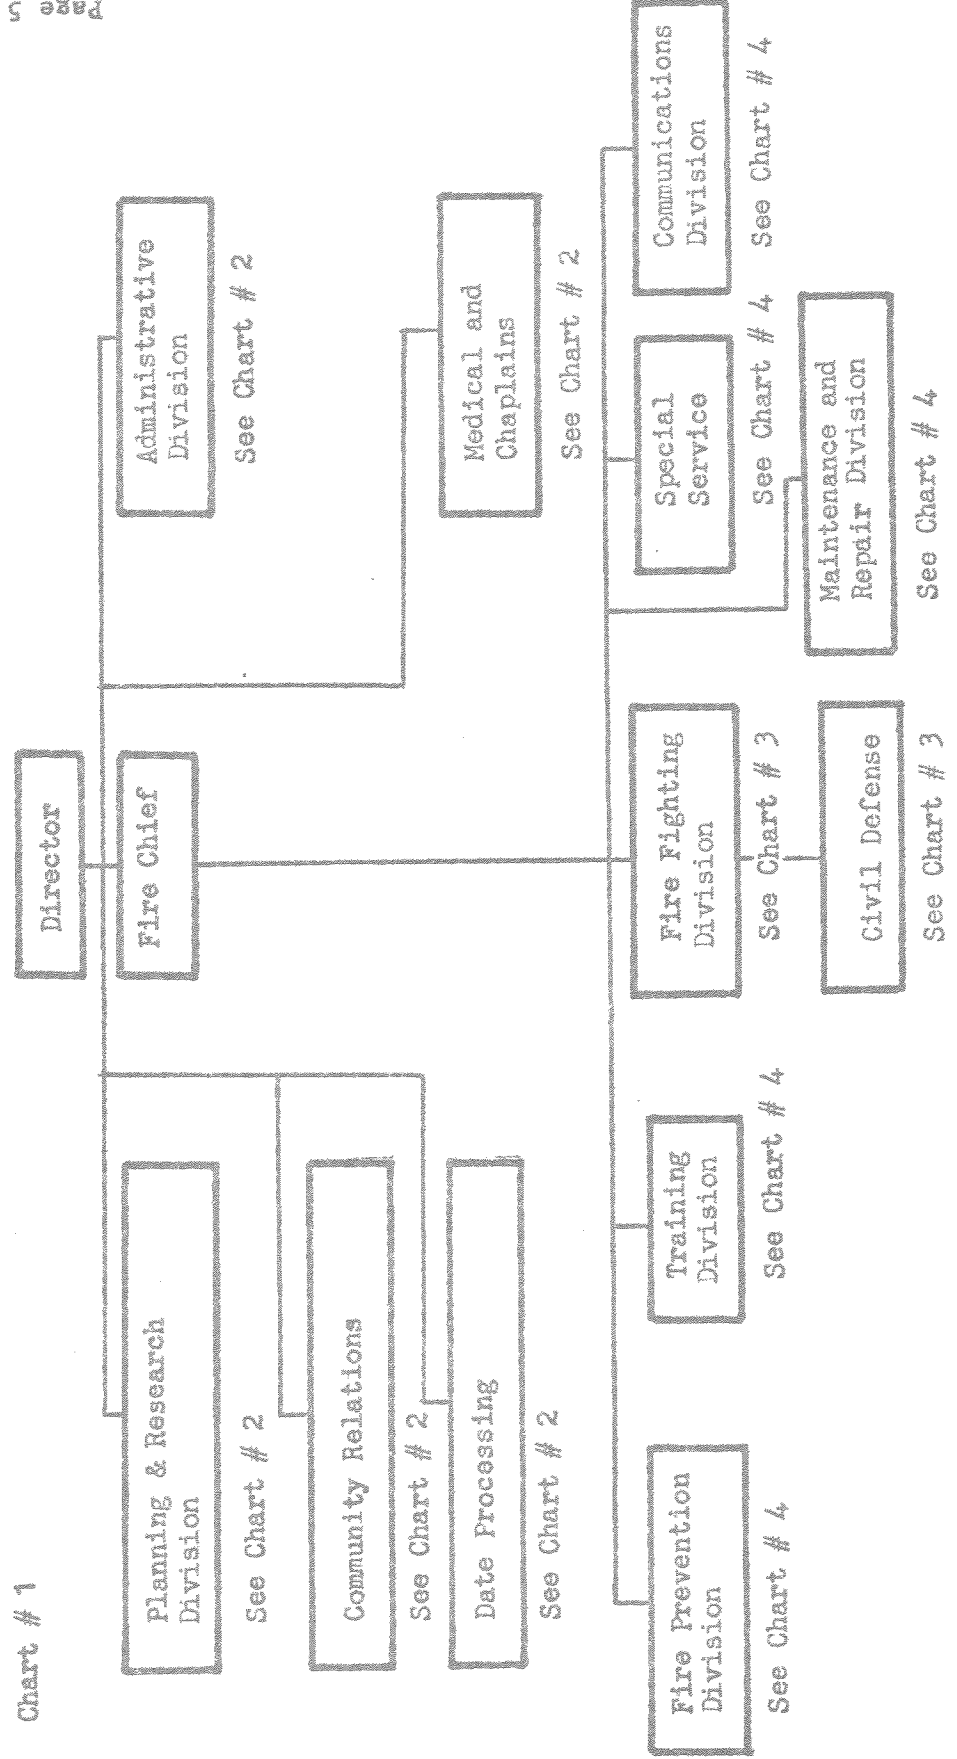 Page 5
Chart # 1
Director
Fire Chief
Planning & Research
Division
See Chart # 2
Community Relations
See Chart # 2
Date Processing
See Chart # 2
Administrative
Division
See Chart # 2
Medical and
Chaplains
See Chart # 2
Fire Prevention
Division
See Chart # 4
Training
Division
See Chart # 4
Fire Fighting
Division
See Chart # 3
Civil Defense
See Chart # 3
Maintenance and
Repair Division
See Chart # 4
Special
Service
See Chart # 4
Communications
Division
See Chart # 4